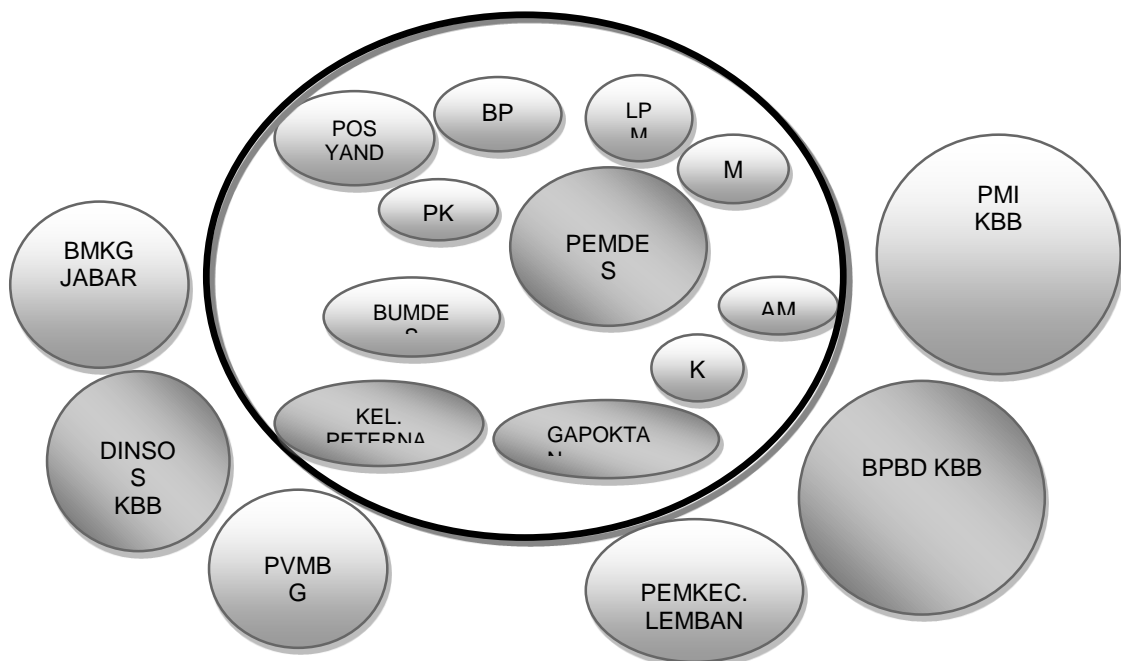 POS
YAND
BP
LP
M
M
PK
PEMDE
S
BMKG
JABAR
PMI
KBB
BUMDE
S
AM
K
KEL.
PETERNA
GAPOKTA
N
DINSO
S
KBB
BPBD KBB
PVMB
G
PEMKEC.
LEMBAN